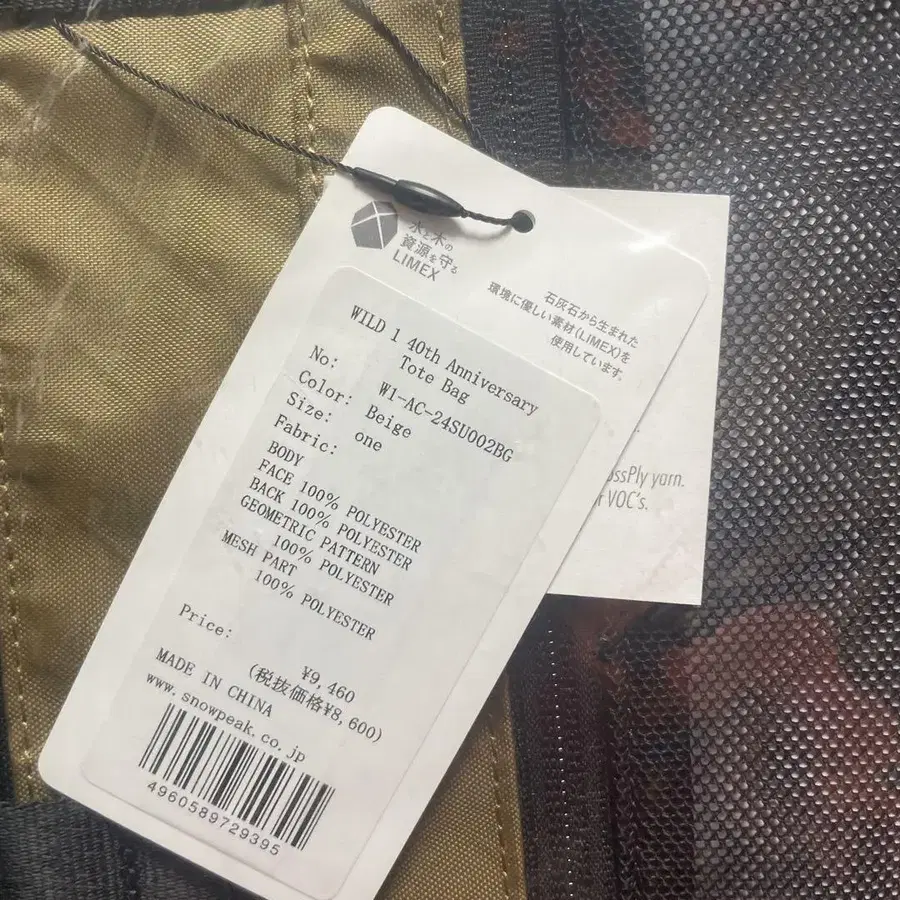 水と木の
資源を守る
LIMEX
石灰石から生まれた
環境に優しい素材(LIMEX)を
使用しています。
WILD 1 40th Anniversary
Tote Bag
No: W1-AC-24SU002BG
Color: Beige
Size: one
Fabric:
BODY
FACE 100% POLYESTER
BACK 100% POLYESTER
GEOMETRIC PATTERN
100% POLYESTER
MESH PART
100% POLYESTER
Price:
¥9,460
(税抜価格¥8,600)
MADE IN CHINA
www.snowpeak.co.jp
4960589729395
ssPly yarn.
VOC's.